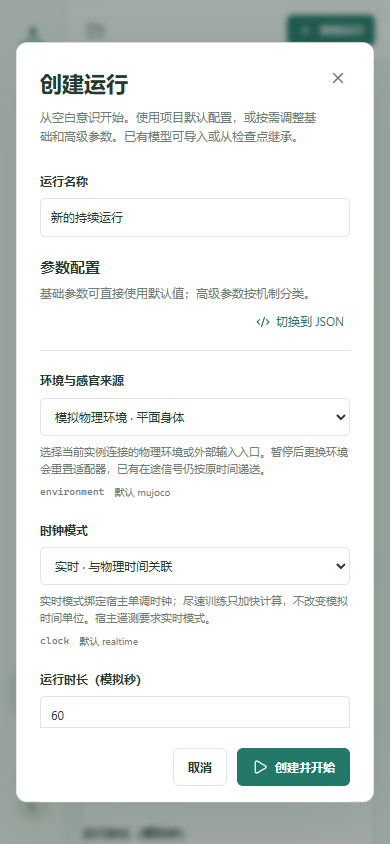 创建运行
从空白意识开始。使用项目默认配置，或按需调整基
础和高级参数。已有模型可导入或从检查点继承。
运行名称
新的持续运行
参数配置
基础参数可直接使用默认值；高级参数按机制分类。
</> 切换到 JSON
环境与感官来源
模拟物理环境 · 平面身体
选择当前实例连接的物理环境或外部输入入口。暂停后更换环境
会重置适配器，已有在途信号仍按原时间递送。
environment 默认 mujoco
时钟模式
实时 · 与物理时间关联
实时模式绑定宿主单调时钟；尽速训练只加快计算，不改变模拟
时间单位。宿主遥测要求实时模式。
clock 默认 realtime
运行时长（模拟秒）
60
取消
创建并开始